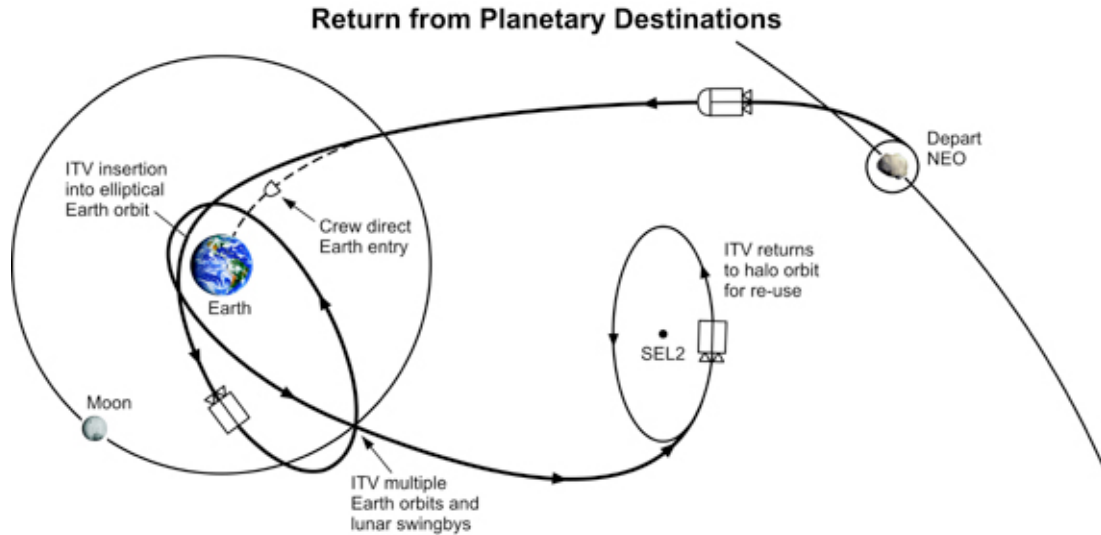 Return from Planetary Destinations
ITV insertion
into elliptical
Earth orbit
Crew direct
Earth entry
Depart
NEO
Earth
ITV returns
to halo orbit
for re-use
SEL2
Moon
ITV multiple
Earth orbits and
lunar swingbys